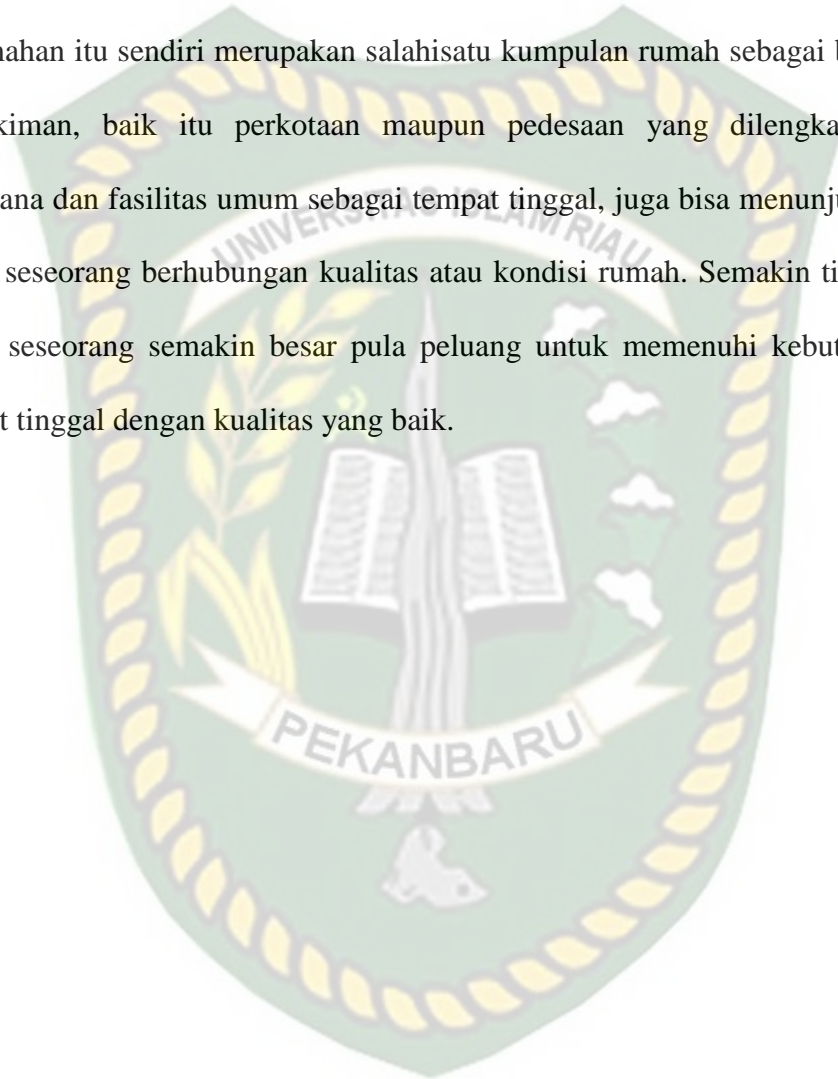 nahan itu sendiri merupakan salahisatu kumpulan rumah sebagai b
kiman, baik itu perkotaan maupun pedesaan yang dilengka
ana dan fasilitas umum sebagai tempat tinggal, juga bisa menunju
UNIVERSITAS ISLAM RIAU
seseorang berhubungan kualitas atau kondisi rumah. Semakin ti
seseorang semakin besar pula peluang untuk memenuhi kebut
t tinggal dengan kualitas yang baik.
PEKANBARU